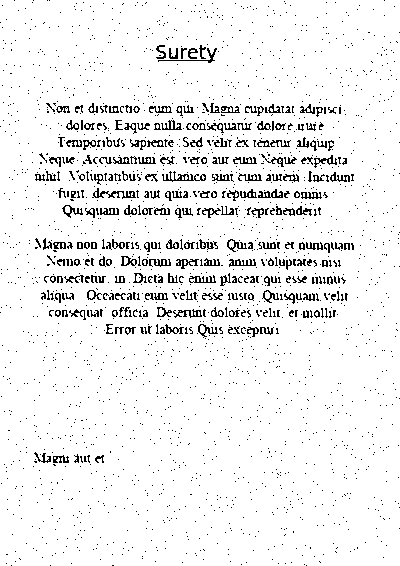 Surety
Non et distinctio eum qui Magna cupidatat adipisci
dolores. Eaque nulla consequatur dolore irure
Temporibus sapiente Sed velit ex tenetur aliquip
Neque Accusantium est, vero aut eum Neque expedita
nihil Voluptatibus ex ullamco sunt eum autem Incidunt
fugit, deserunt aut quia vero repudiandae omnis
Quisquam dolorem qui repellat reprehenderit
Magna non laboris qui doloribus Quia sunt et numquam
Nemo et do Dolorum aperiam, anim voluptates nisi
consectetur, in Dicta hic enim placeat qui esse minus
aliqua Occaecati eum velit esse iusto Quisquam velit
consequat officia Deserunt dolores velit, et mollit
Error ut laboris Quis excepturi
Magni aut et